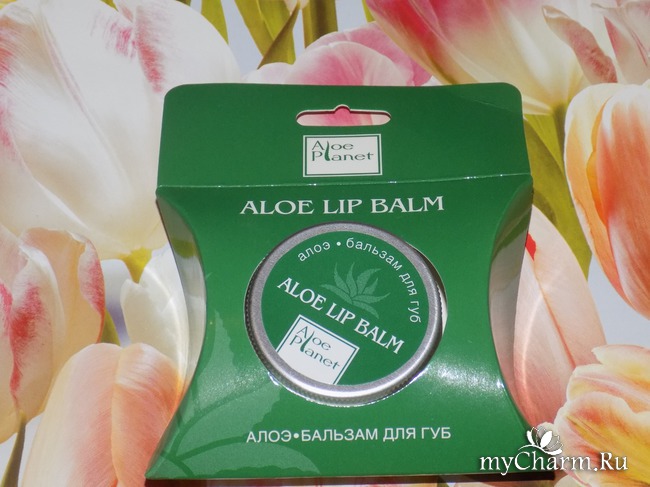 Aloe
Planet
ALOE LIP BALM
алоэ • бальзам для губ
ALOE LIP BALM
Aloe
Planet
АЛОЭ•БАЛЬЗАМ ДЛЯ ГУБ
myCharm.Ru